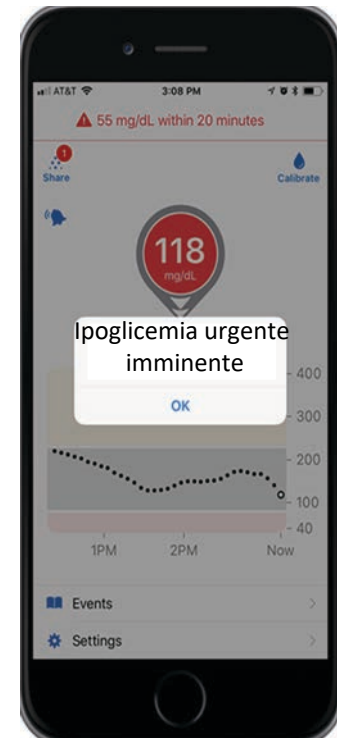 AT&T 3:08 PM
55 mg/dL within 20 minutes
1
Share
Calibrate
118
mg/dL
Ipoglicemia urgente
imminente
OK
400
300
200
100
40
1PM 2PM Now
Events
Settings